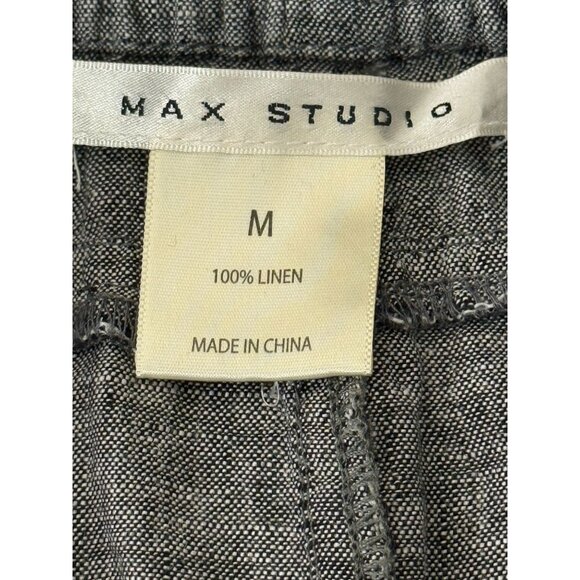 MAX STUDIO
M
100% LINEN
MADE IN CHINA